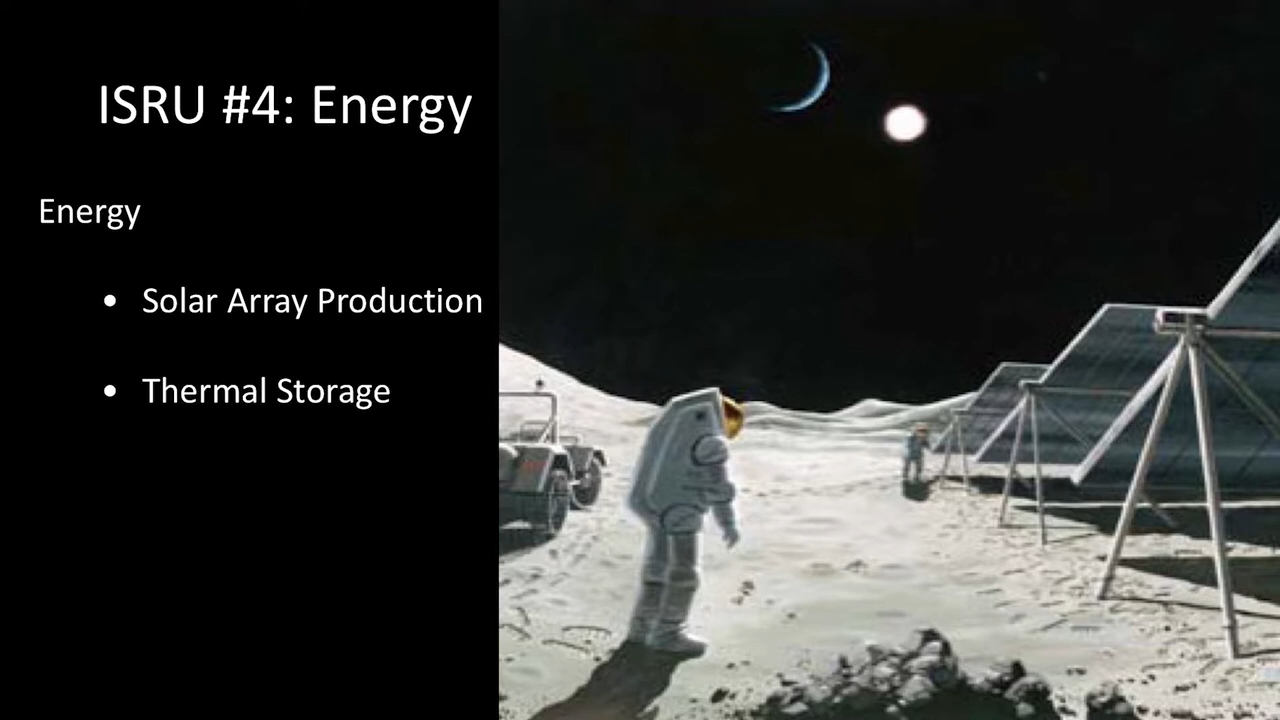 ISRU #4: Energy
Energy
• Solar Array Production
• Thermal Storage